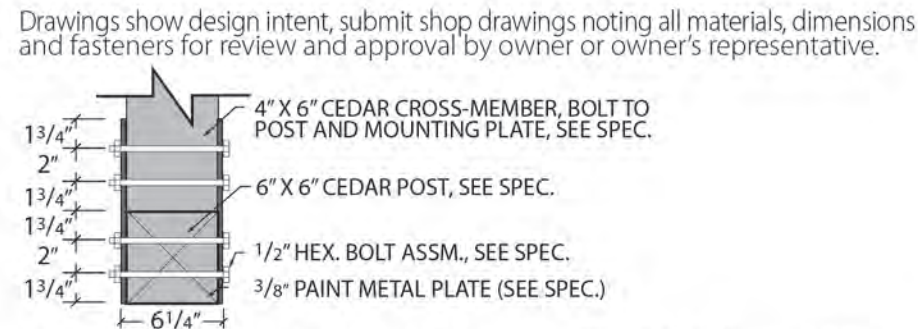 Drawings show design intent, submit shop drawings noting all materials, dimensions
and fasteners for review and approval by owner or owner's representative.
4" X 6" CEDAR CROSS-MEMBER, BOLT TO
POST AND MOUNTING PLATE, SEE SPEC.
1 3/4"
2"
1 3/4"
6" X 6" CEDAR POST, SEE SPEC.
1 3/4"
2"
1/2" HEX. BOLT ASSM., SEE SPEC.
1 3/4"
3/8" PAINT METAL PLATE (SEE SPEC.)
6 1/4"